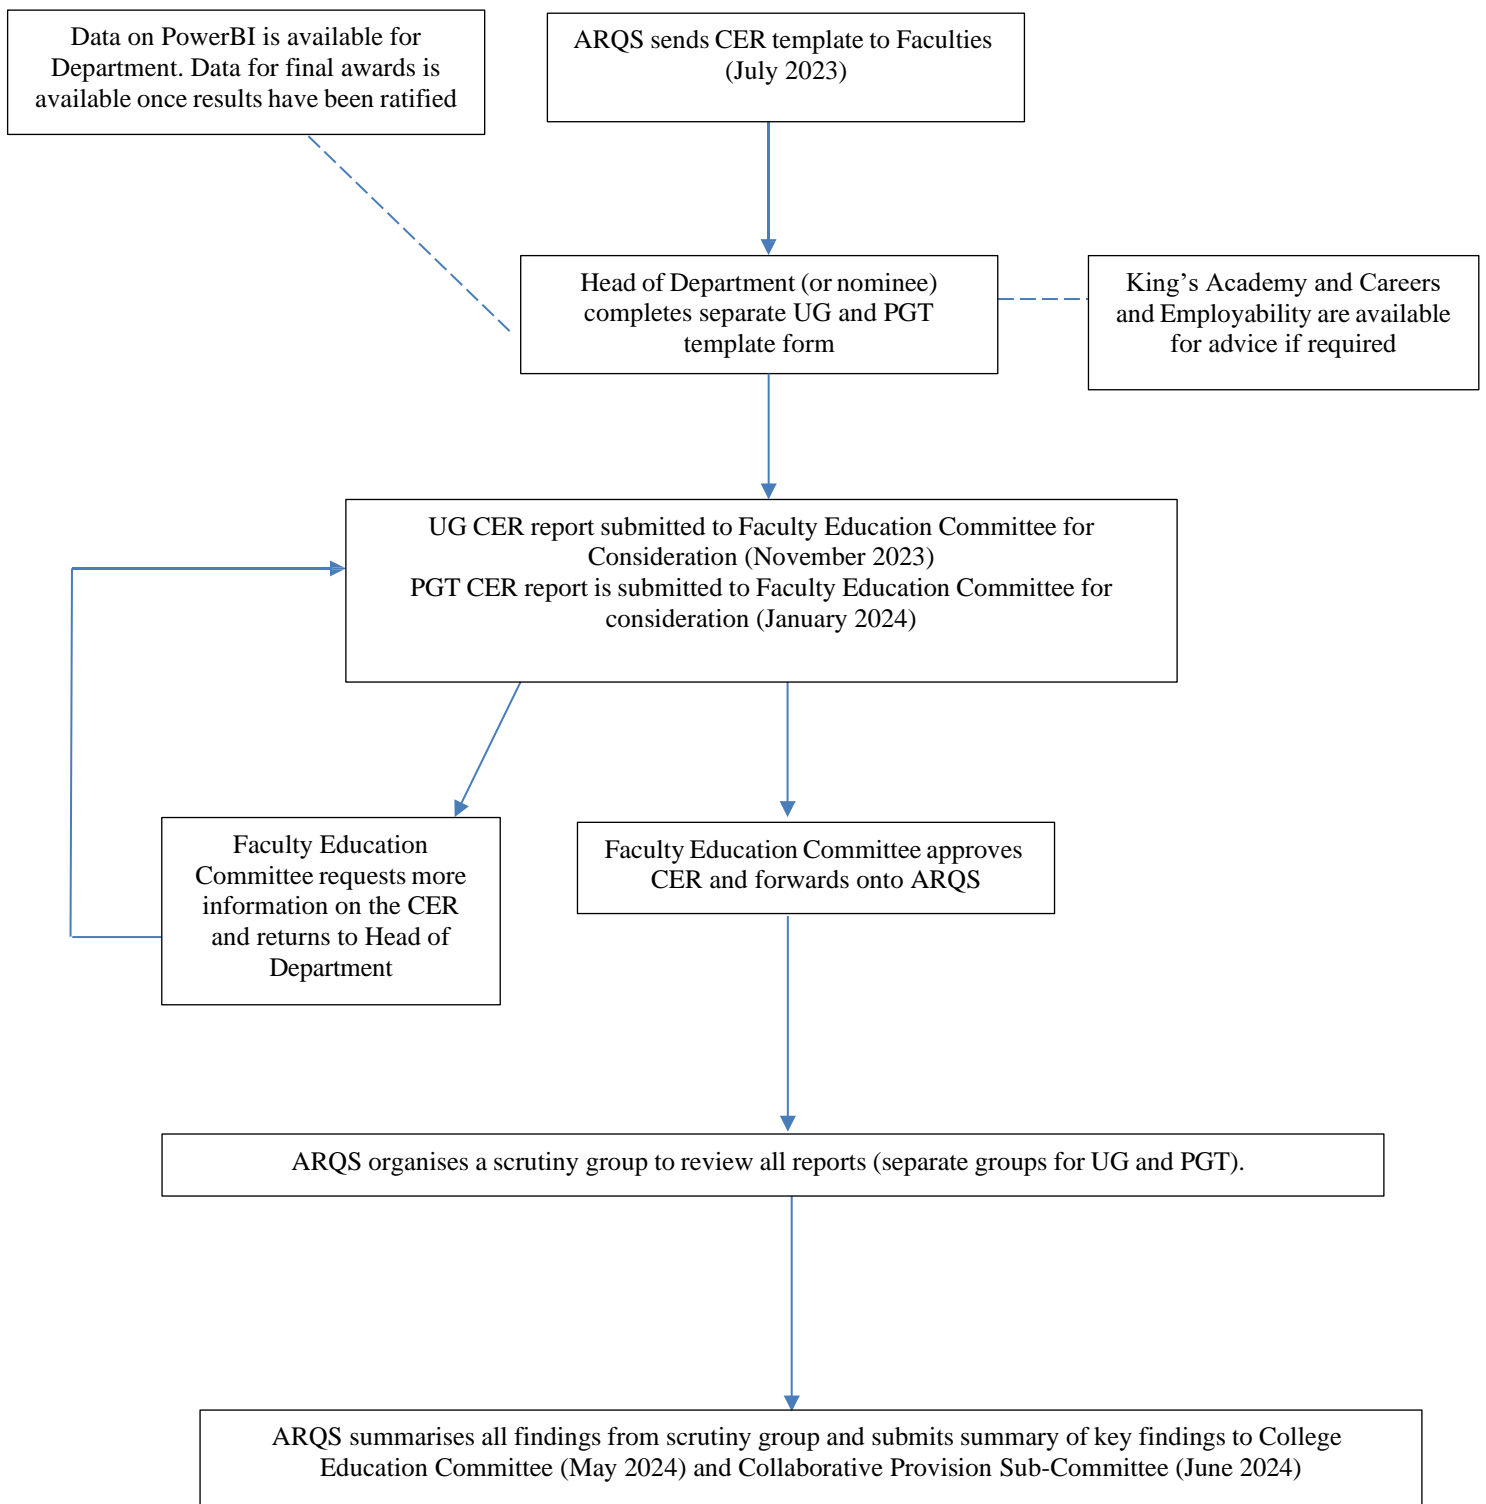 Data on PowerBI is available for
Department. Data for final awards is
available once results have been ratified
ARQS sends CER template to Faculties
(July 2023)
Head of Department (or nominee)
completes separate UG and PGT
template form
King’s Academy and Careers
and Employability are available
for advice if required
UG CER report submitted to Faculty Education Committee for
Consideration (November 2023)
PGT CER report is submitted to Faculty Education Committee for
consideration (January 2024)
Faculty Education
Committee requests more
information on the CER
and returns to Head of
Department
Faculty Education Committee approves
CER and forwards onto ARQS
ARQS organises a scrutiny group to review all reports (separate groups for UG and PGT).
ARQS summarises all findings from scrutiny group and submits summary of key findings to College
Education Committee (May 2024) and Collaborative Provision Sub-Committee (June 2024)